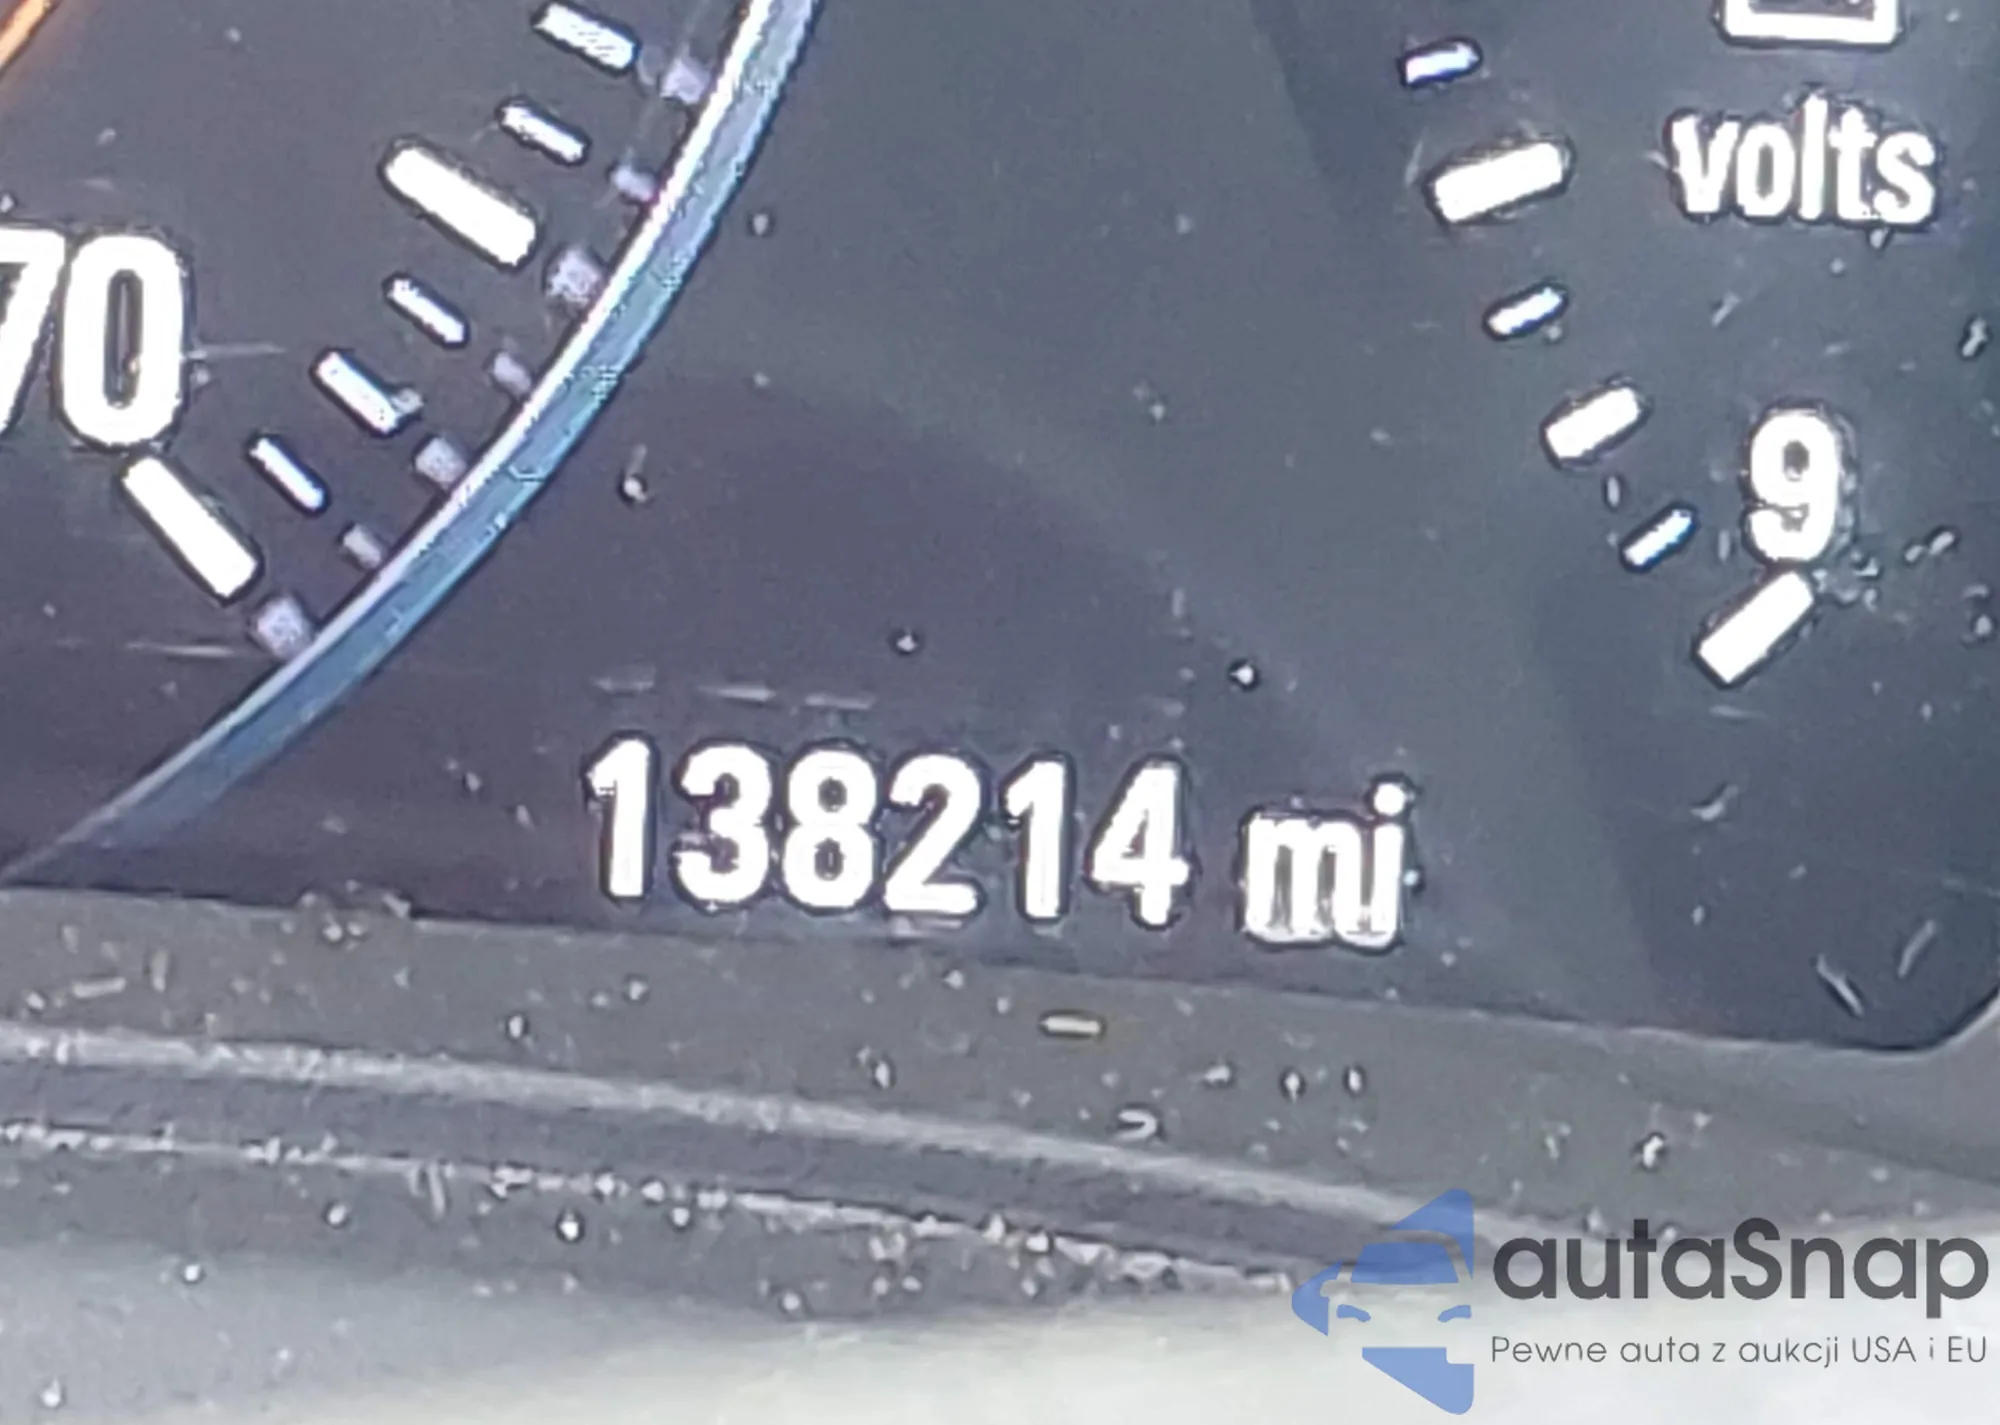 volts
70
9
138214 mi
autaSnap
Pewne auta z aukcji USA i EU